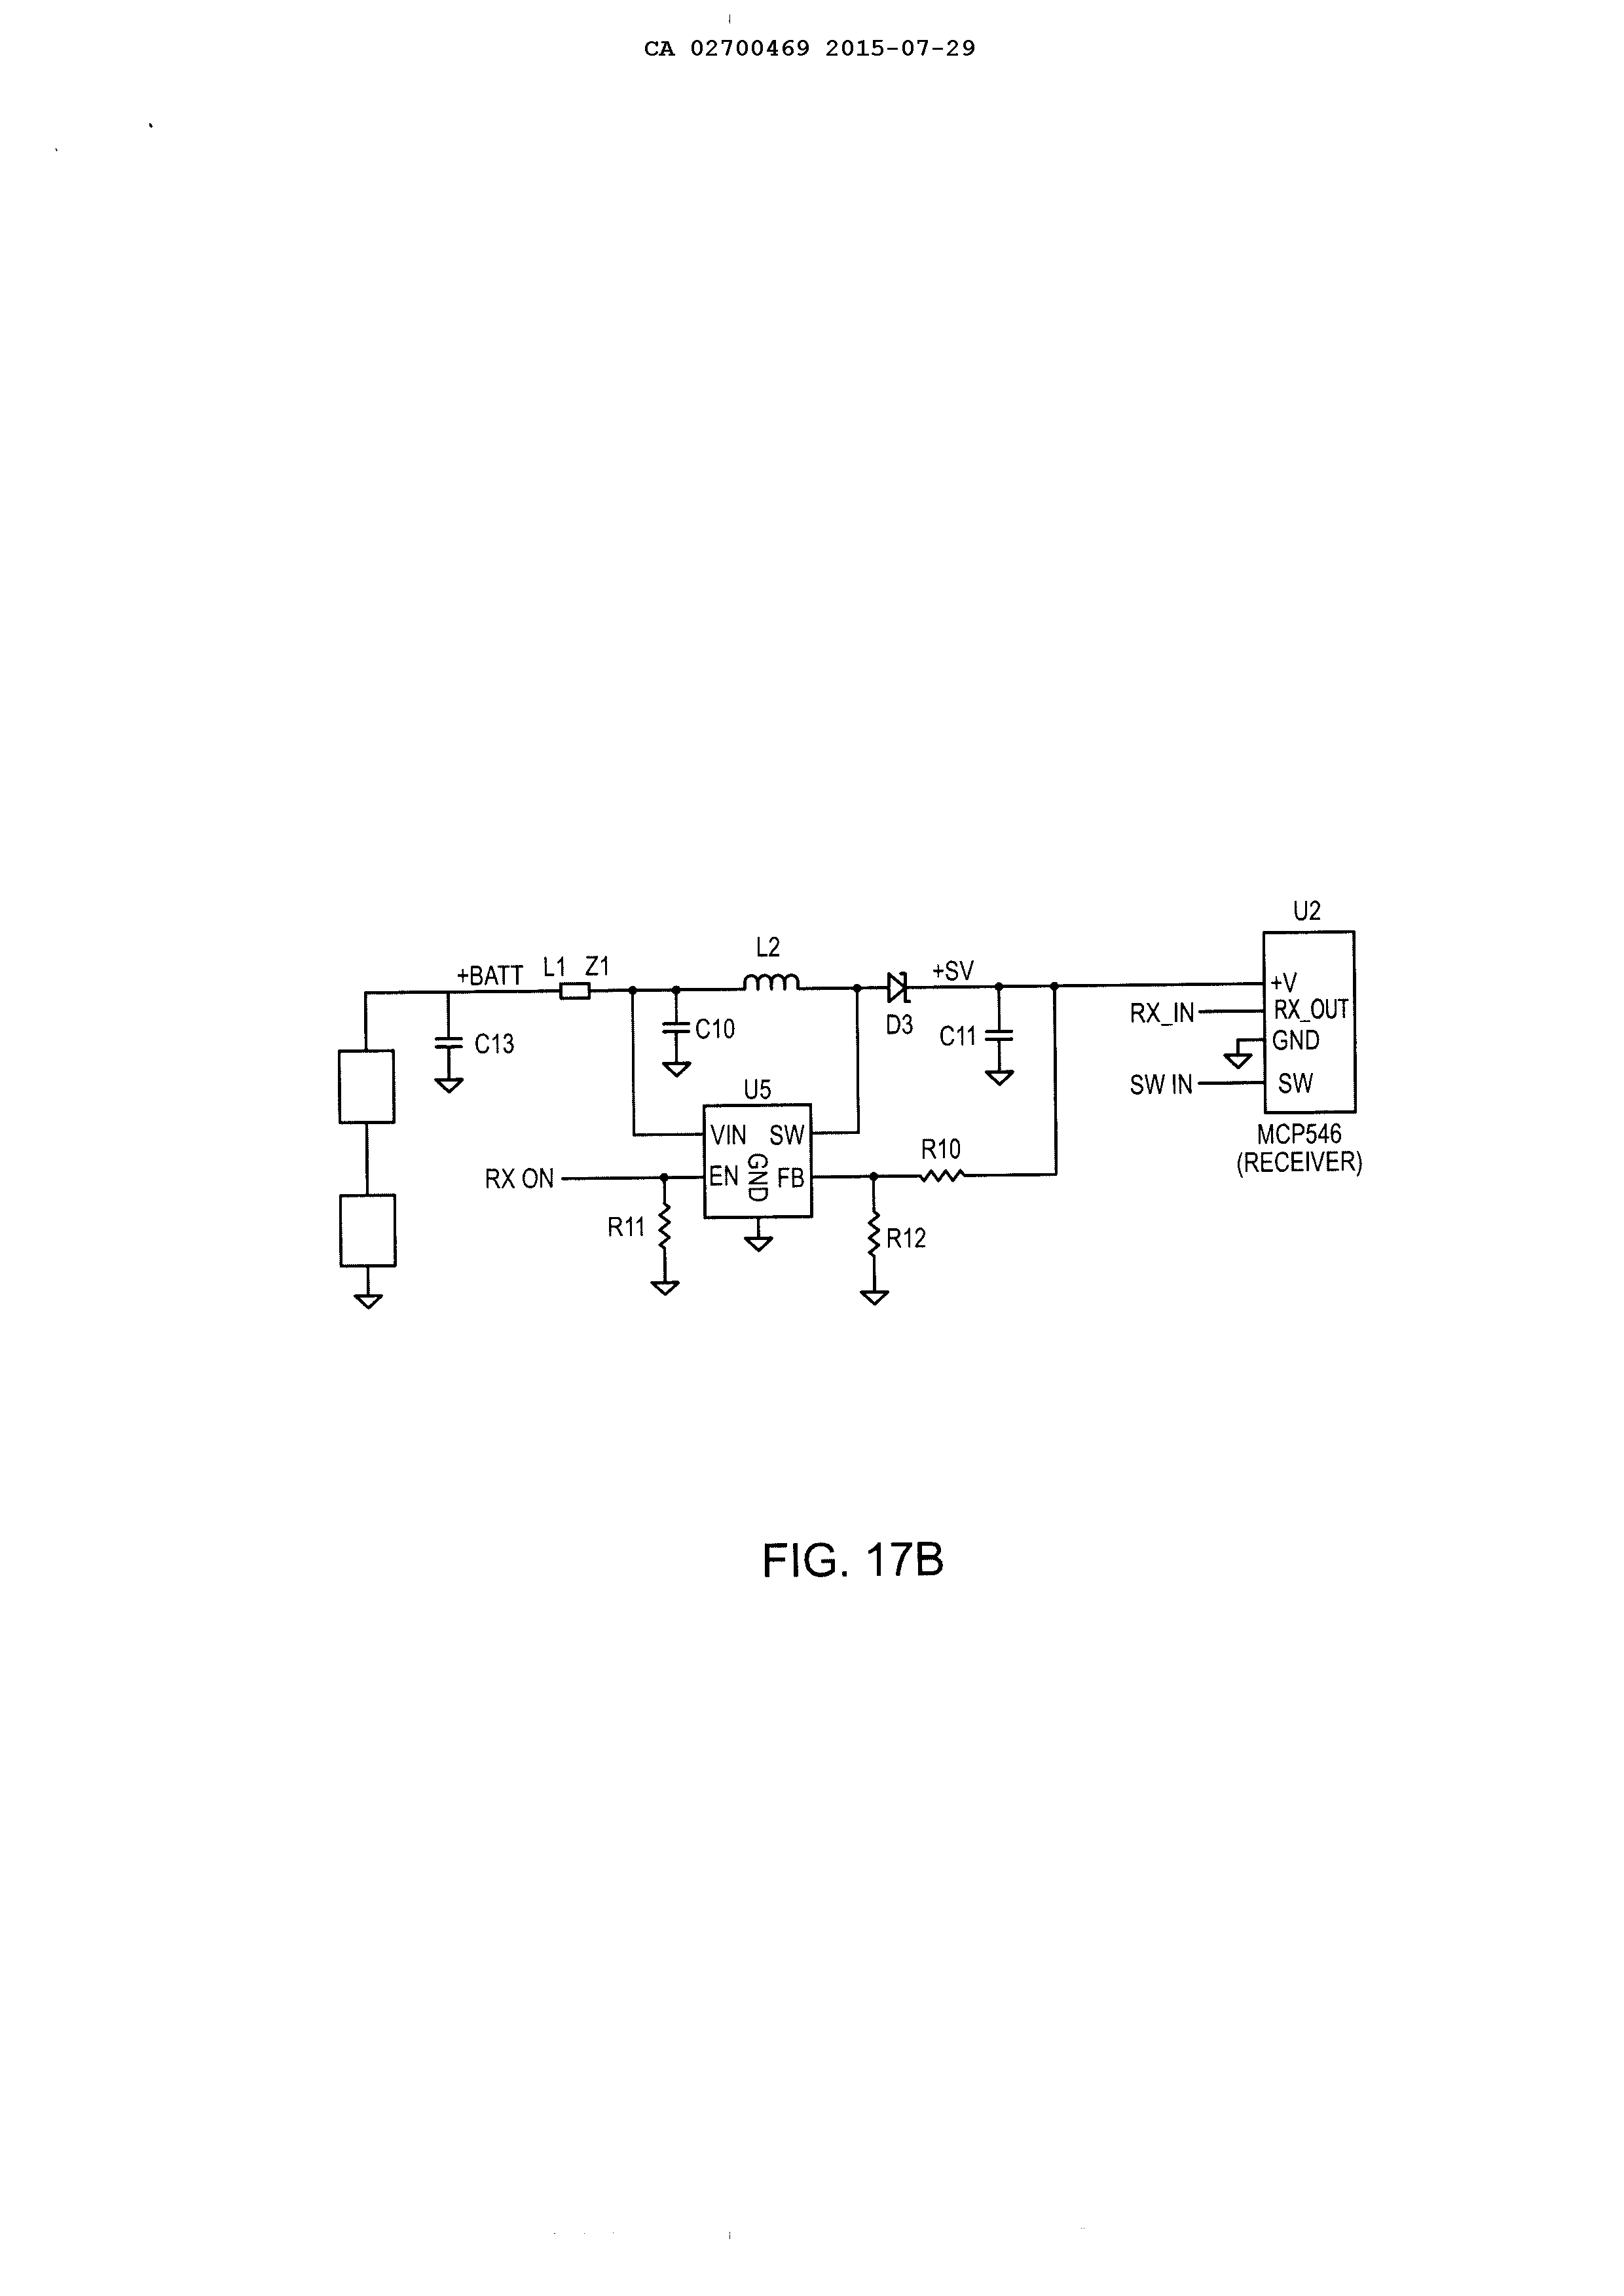 CA 02700469 2015-07-29
U2
L2
+BATT L1 Z1
+SV
+V
RX_IN
RX_OUT
D3
C10
C11
C13
GND
SW IN
SW
U5
MCP546
(RECEIVER)
VIN SW
R10
RX ON
EN GND FB
R11
R12
FIG. 17B